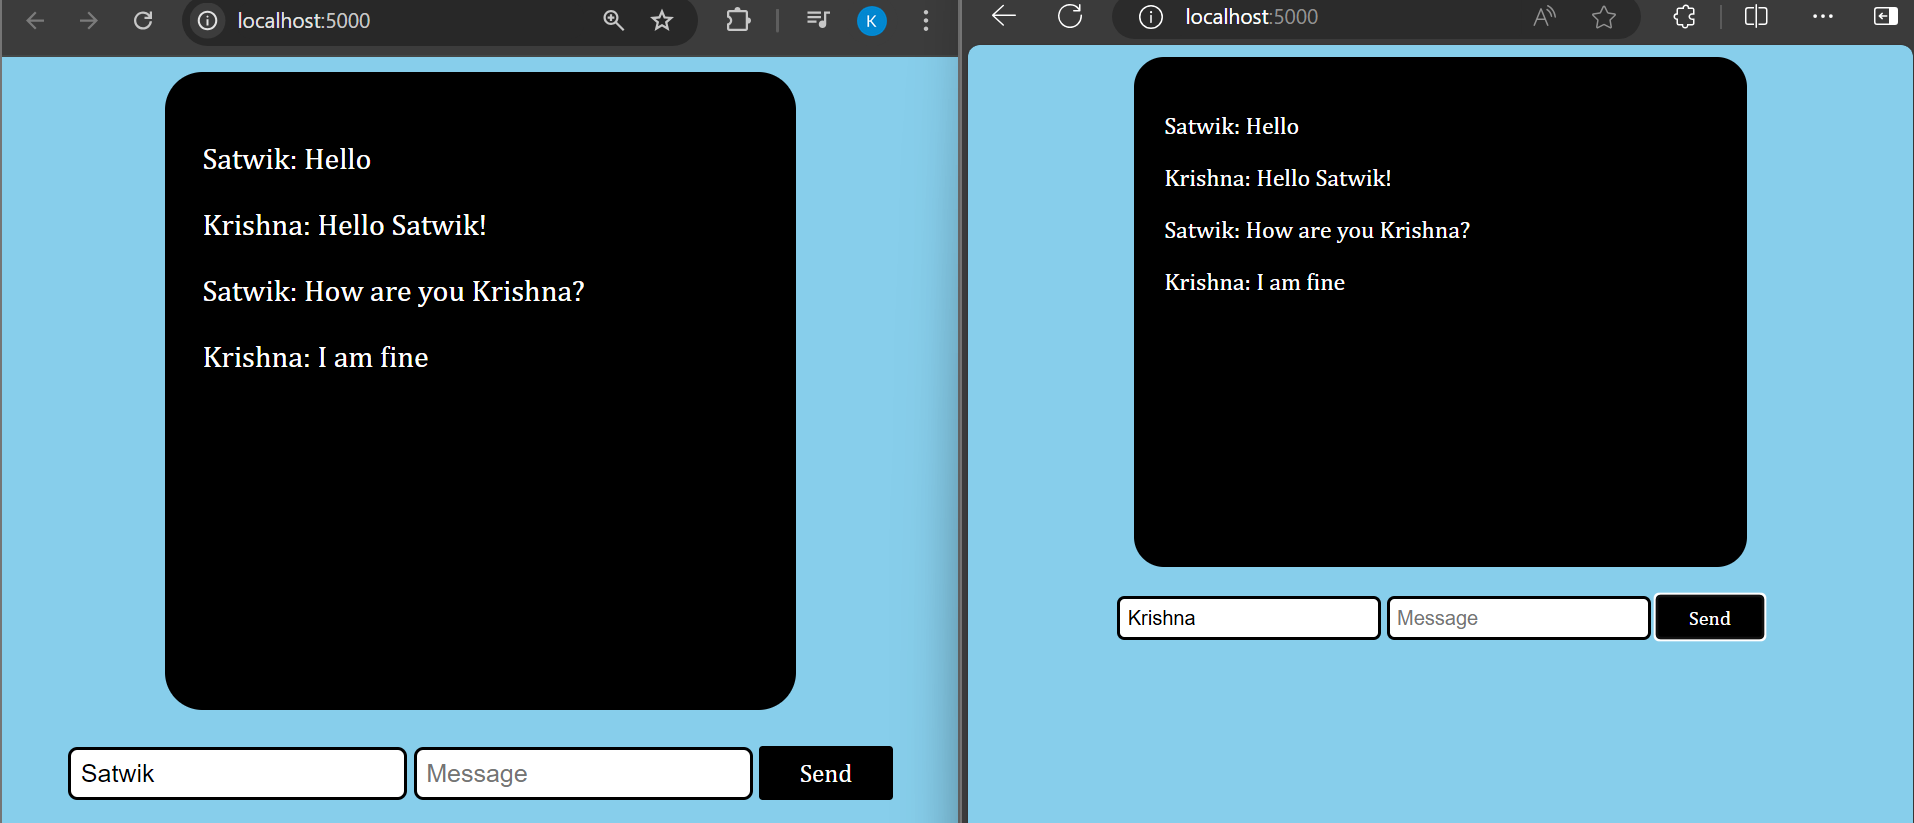 localhost:5000
K
Satwik: Hello
Krishna: Hello Satwik!
Satwik: How are you Krishna?
Krishna: I am fine
Satwik
Message
Send
localhost:5000
Satwik: Hello
Krishna: Hello Satwik!
Satwik: How are you Krishna?
Krishna: I am fine
Krishna
Message
Send